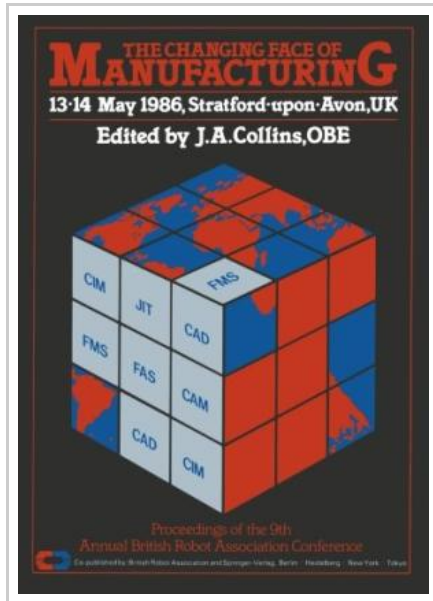 THE CHANGING FACE OF
MANUFACTURING
13·14 May 1986, Stratford-upon-Avon, UK
Edited by J.A.Collins, OBE
FMS
CIM
JIT
CAD
FMS
FAS
CAM
CAD
CIM
Proceedings of the 9th
Annual British Robot Association Conference
Co-published by British Robot Association and Springer-Verlag, Berlin · Heidelberg · New York · Tokyo